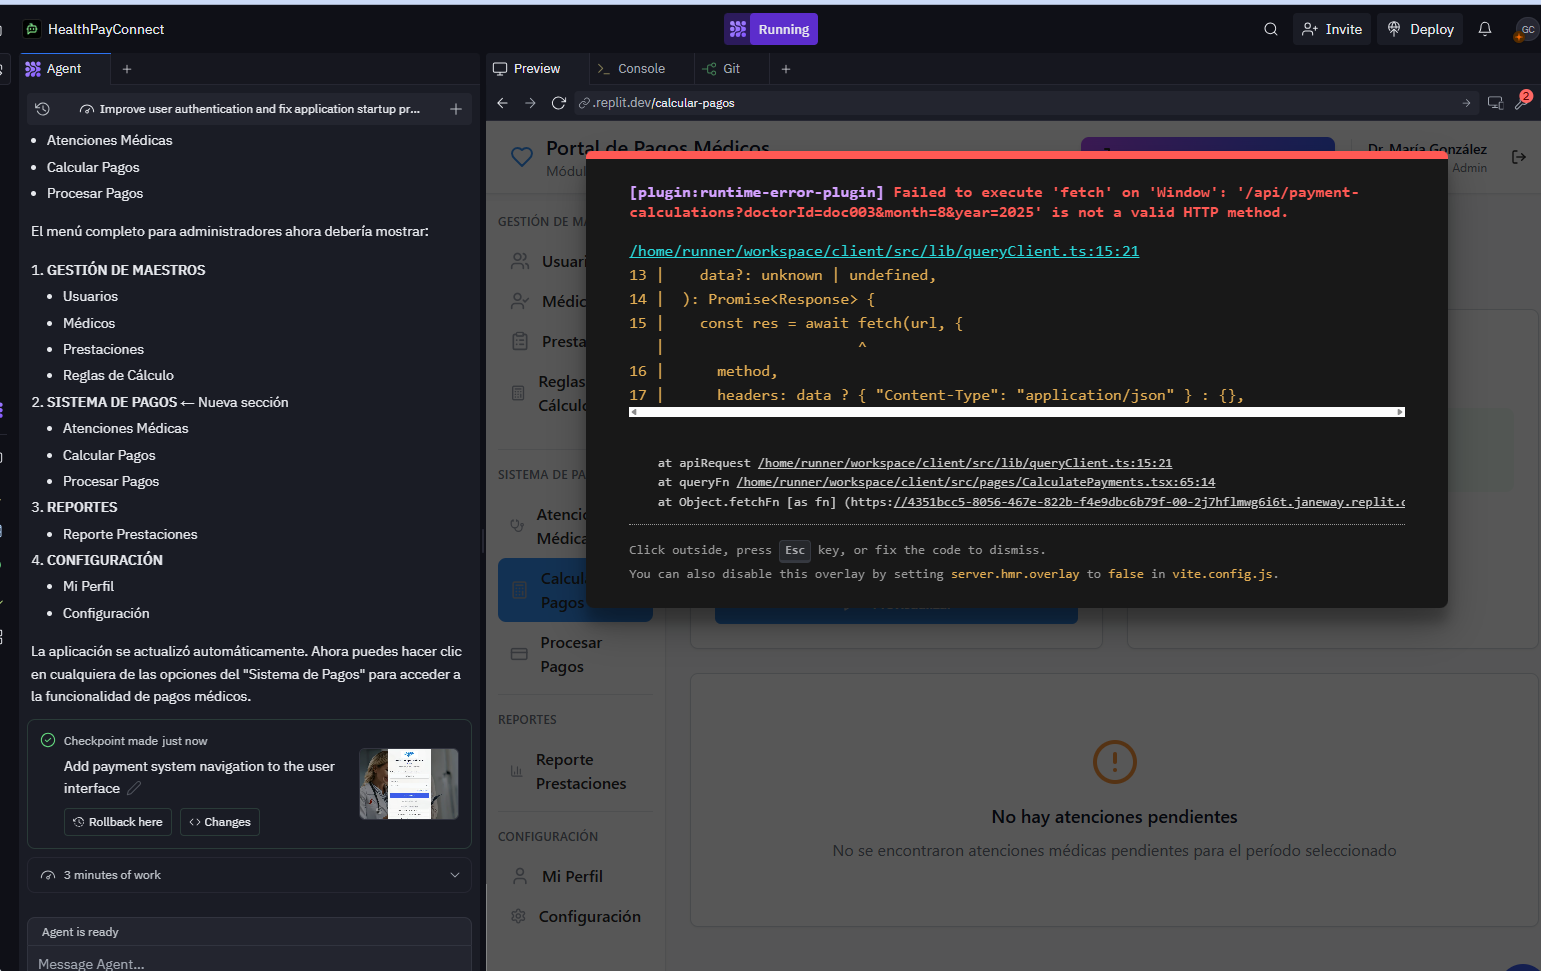 HealthPayConnect
Running
Invite
Deploy
GC
Agent
Preview
Console
Git
Improve user authentication and fix application startup pr...
.replit.dev/calcular-pagos
2
Atenciones Médicas
Calcular Pagos
Procesar Pagos
El menú completo para administradores ahora debería mostrar:
1. GESTIÓN DE MAESTROS
Usuarios
Médicos
Prestaciones
Reglas de Cálculo
2. SISTEMA DE PAGOS ← Nueva sección
Atenciones Médicas
Calcular Pagos
Procesar Pagos
3. REPORTES
Reporte Prestaciones
4. CONFIGURACIÓN
Mi Perfil
Configuración
La aplicación se actualizó automáticamente. Ahora puedes hacer clic
en cualquiera de las opciones del "Sistema de Pagos" para acceder a
la funcionalidad de pagos médicos.
Checkpoint made just now
Add payment system navigation to the user
interface
Rollback here
Changes
3 minutes of work
Agent is ready
Message Agent...
Portal de Pagos Médicos
Dr. María González
Admin
GESTIÓN DE
SISTEMA DE
Calcul
Pagos
Procesar
Pagos
REPORTES
Reporte
Prestaciones
CONFIGURACIÓN
Mi Perfil
Configuración
[plugin:runtime-error-plugin] Failed to execute 'fetch' on 'Window': '/api/payment-
calculations?doctorId=doc003&month=8&year=2025' is not a valid HTTP method.
/home/runner/workspace/client/src/lib/queryClient.ts:15:21
13 | data?: unknown | undefined,
14 | ): Promise<Response> {
15 | const res = await fetch(url, {
| ^
16 | method,
17 | headers: data ? { "Content-Type": "application/json" } : {},
at apiRequest /home/runner/workspace/client/src/lib/queryClient.ts:15:21
at queryFn /home/runner/workspace/client/src/pages/CalculatePayments.tsx:65:14
at Object.fetchFn [as fn] (https://4351bcc5-8056-467e-822b-f4e9dbc6b79f-00-2j7hflmwg6i6t.janeway.replit.c
Click outside, press Esc key, or fix the code to dismiss.
You can also disable this overlay by setting server.hmr.overlay to false in vite.config.js.
No hay atenciones pendientes
No se encontraron atenciones médicas pendientes para el período seleccionado